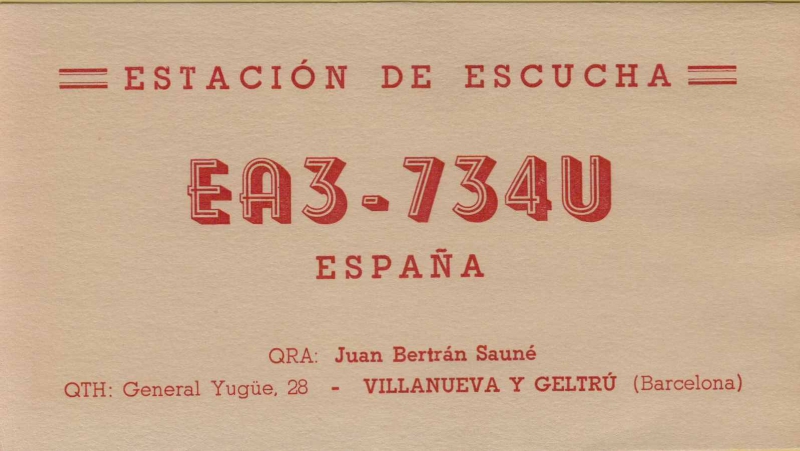 ESTACIÓN DE ESCUCHA
EA3-734U
ESPAÑA
QRA: Juan Bertrán Sauné
QTH: General Yugüe, 28 - VILLANUEVA Y GELTRÚ (Barcelona)